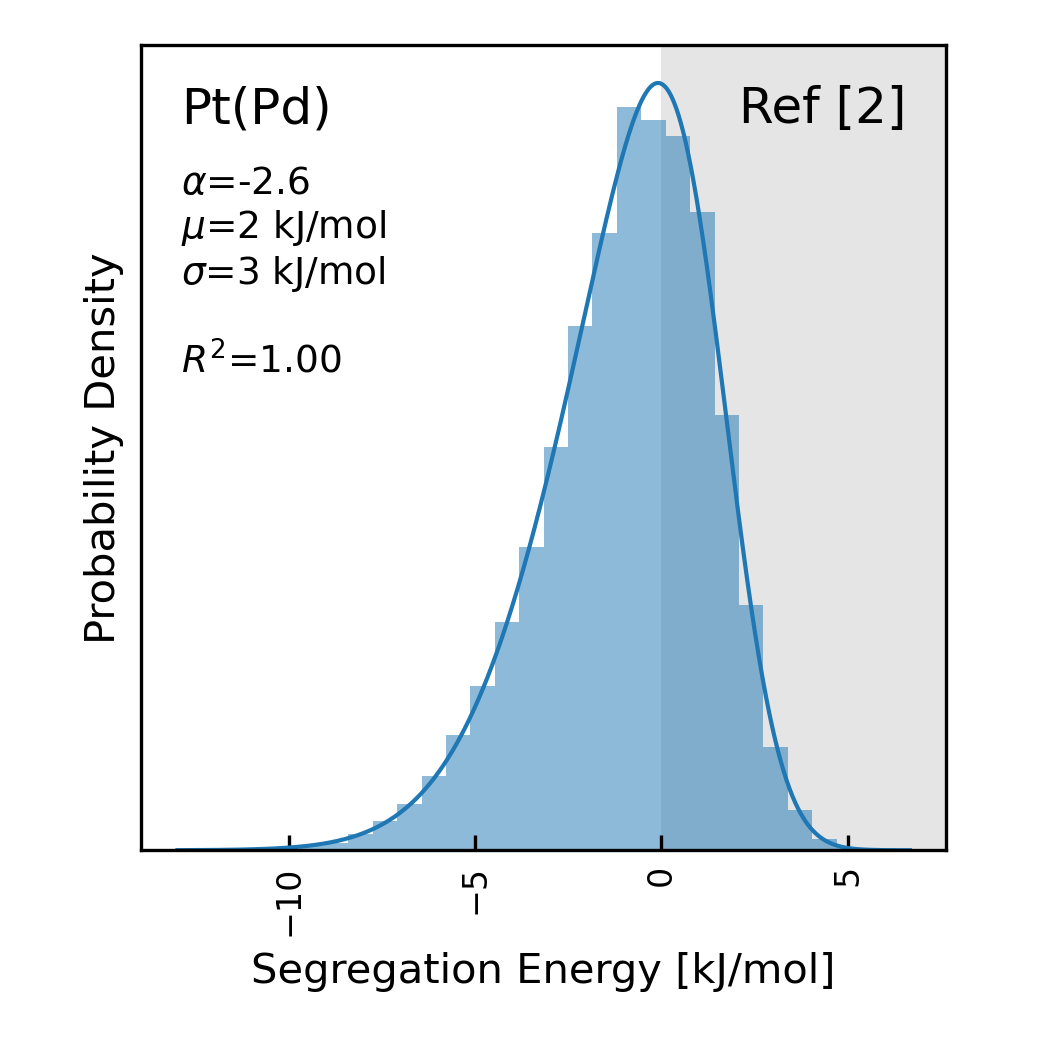 Pt(Pd)
Ref [2]
α=-2.6
μ=2 kJ/mol
σ=3 kJ/mol
R²=1.00
Probability Density
−10
−5
0
5
Segregation Energy [kJ/mol]